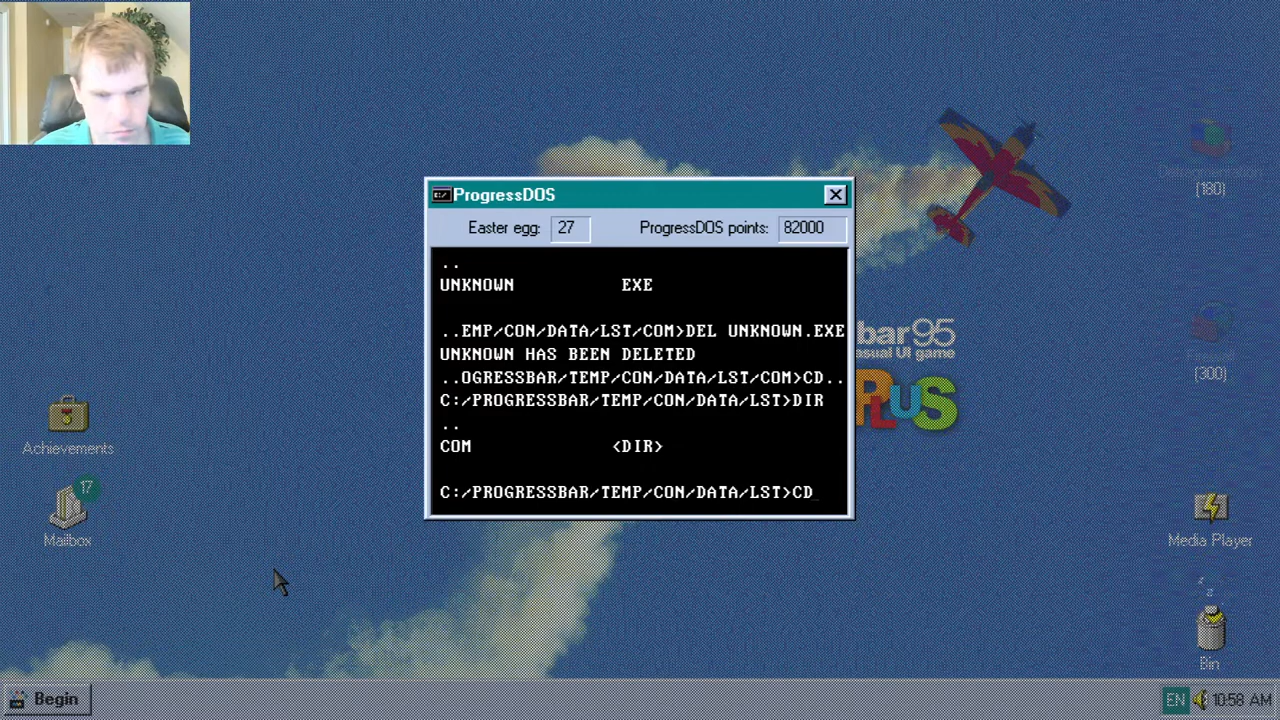 ProgressDOS
Easter egg: 27 ProgressDOS points: 82000
..
UNKNOWN EXE
..EMP/CON/DATA/LST/COM>DEL UNKNOWN.EXE
UNKNOWN HAS BEEN DELETED
..OGRESSBAR/TEMP/CON/DATA/LST/COM>CD..
C:/PROGRESSBAR/TEMP/CON/DATA/LST>DIR
..
COM <DIR>
C:/PROGRESSBAR/TEMP/CON/DATA/LST>CD_
(180)
bar95
asual UI game
PLUS
(300)
Achievements
17
Mailbox
Media Player
z
z
Bin
Begin
EN 10:58 AM